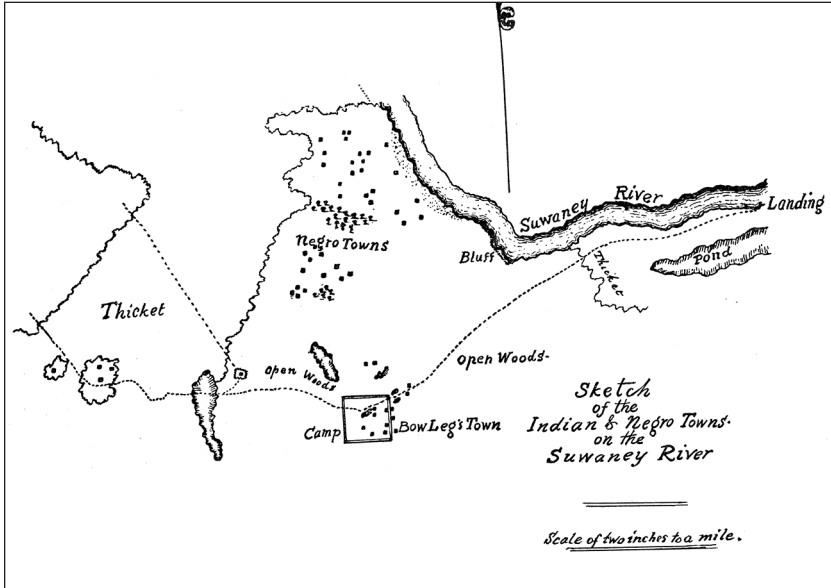 Suwaney River
Landing
Negro Towns
Bluff
Thicket
Pond
Thicket
Open Woods
Open Woods-
Camp
Bow Leg's Town
Sketch
of the
Indian & Negro Towns.
on the
Suwaney River
Scale of two inches to a mile.